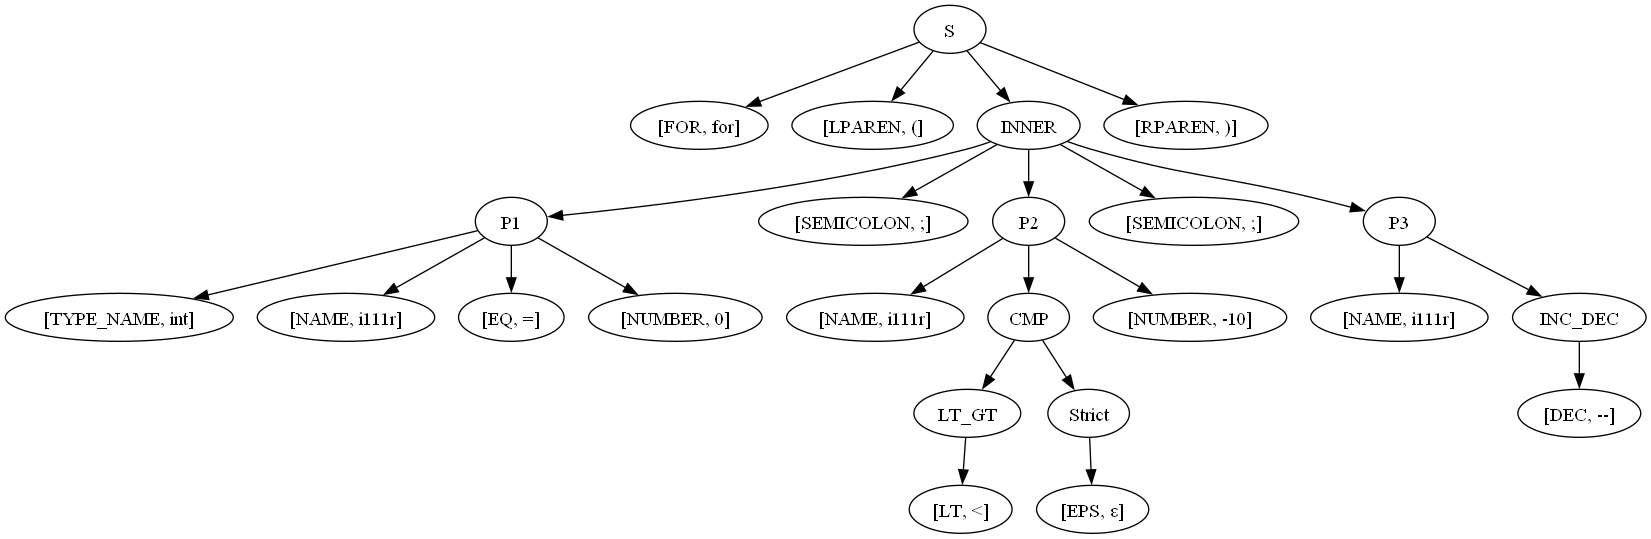 S
[FOR, for]
[LPAREN, (]
INNER
[RPAREN, )]
P1
[SEMICOLON, ;]
P2
[SEMICOLON, ;]
P3
[TYPE_NAME, int]
[NAME, i111r]
[EQ, =]
[NUMBER, 0]
[NAME, i111r]
CMP
[NUMBER, -10]
[NAME, i111r]
INC_DEC
LT_GT
Strict
[DEC, --]
[LT, <]
[EPS, ε]